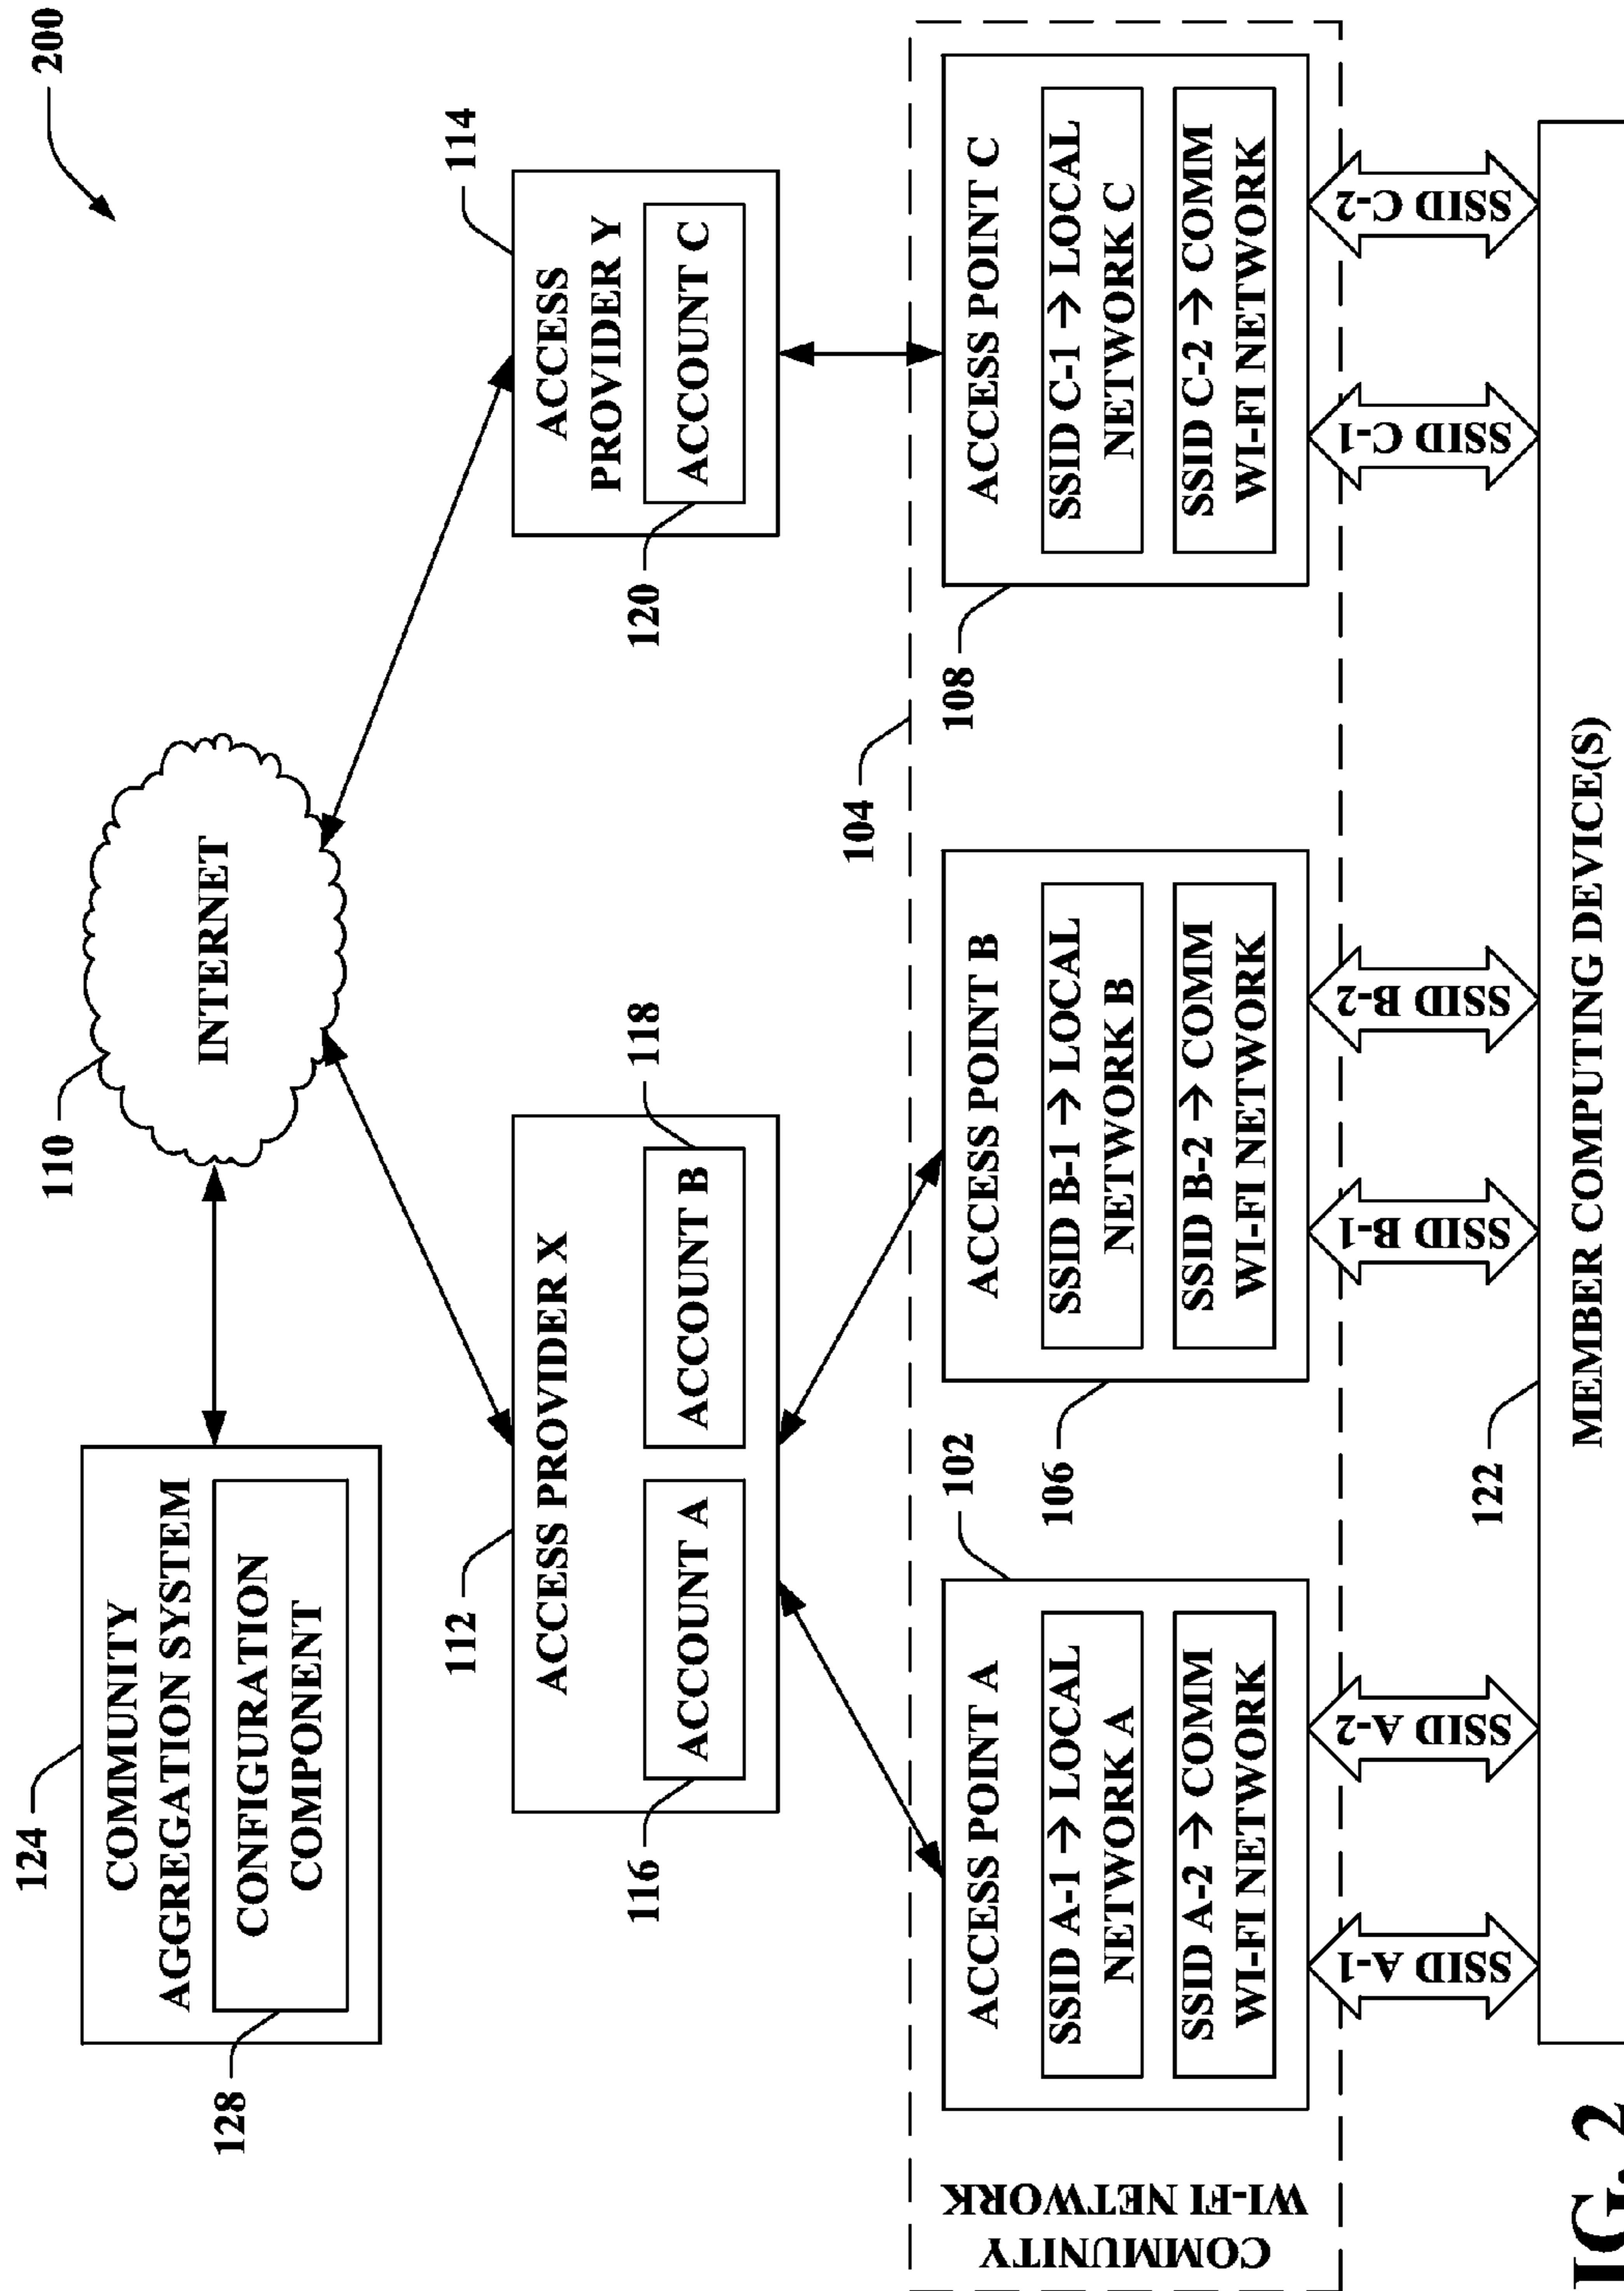 200
110
INTERNET
124
COMMUNITY
AGGREGATION SYSTEM
CONFIGURATION
COMPONENT
128
112
ACCESS PROVIDER X
ACCOUNT A
116
ACCOUNT B
118
114
ACCESS
PROVIDER Y
ACCOUNT C
120
104
COMMUNITY
WI-FI NETWORK
102
ACCESS POINT A
SSID A-1 → LOCAL
NETWORK A
SSID A-2 → COMM
WI-FI NETWORK
106
ACCESS POINT B
SSID B-1 → LOCAL
NETWORK B
SSID B-2 → COMM
WI-FI NETWORK
108
ACCESS POINT C
SSID C-1 → LOCAL
NETWORK C
SSID C-2 → COMM
WI-FI NETWORK
SSID A-1
SSID A-2
SSID B-1
SSID B-2
SSID C-1
SSID C-2
122
MEMBER COMPUTING DEVICE(S)
IG. 2